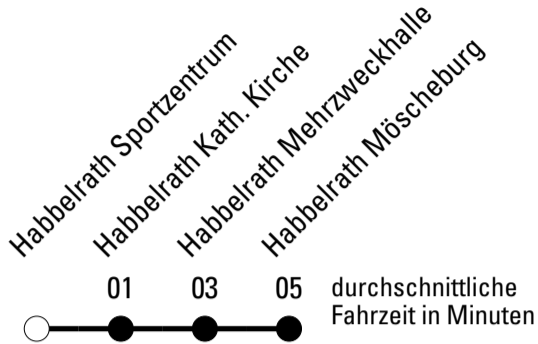 Habbelrath Sportzentrum
Habbelrath Kath. Kirche
Habbelrath Mehrzweckhalle
Habbelrath Möscheburg
01 03 05 durchschnittliche
Fahrzeit in Minuten